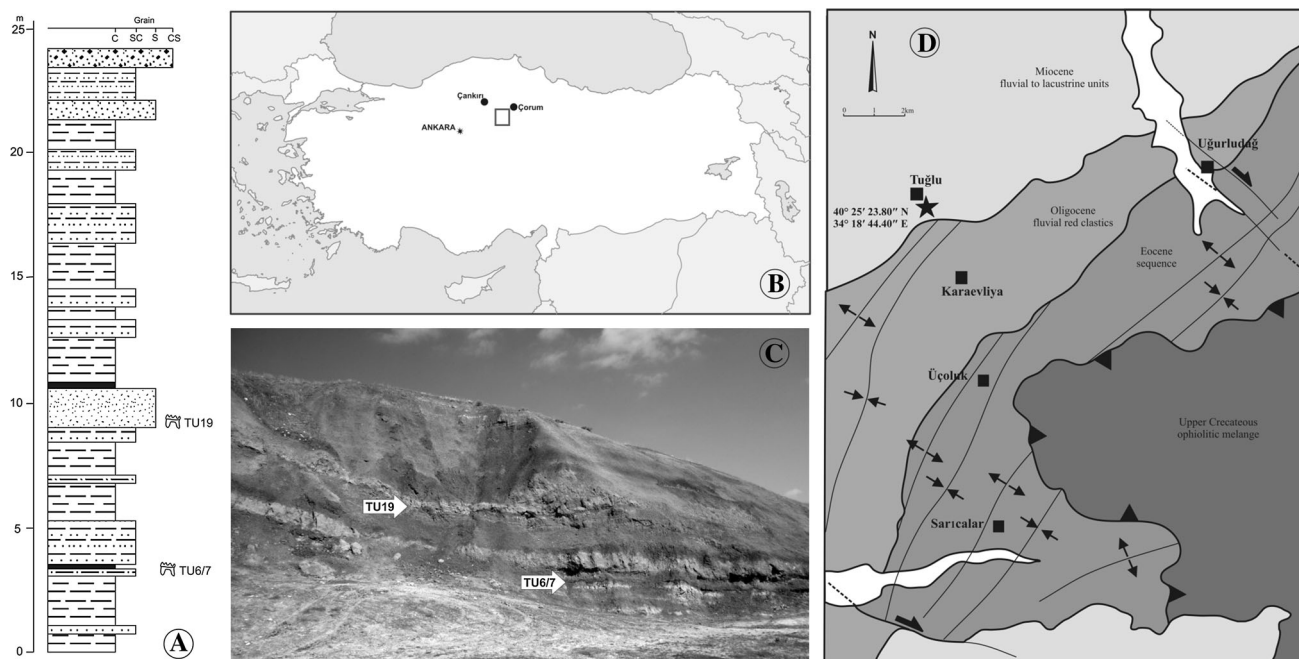 m
Grain
C SC S CS
25
20
15
10
5
0
TU19
TU6/7
A
Çankırı
Çorum
ANKARA
B
C
TU19
TU6/7
D
N
0 1 2km
Miocene
fluvial to lacustrine units
Uğurludağ
Tuğlu
40° 25′ 23.80″ N
34° 18′ 44.40″ E
Oligocene
fluvial red clastics
Eocene
sequence
Karaevliya
Üçoluk
Upper Crecateous
ophiolitic melange
Sarıcalar